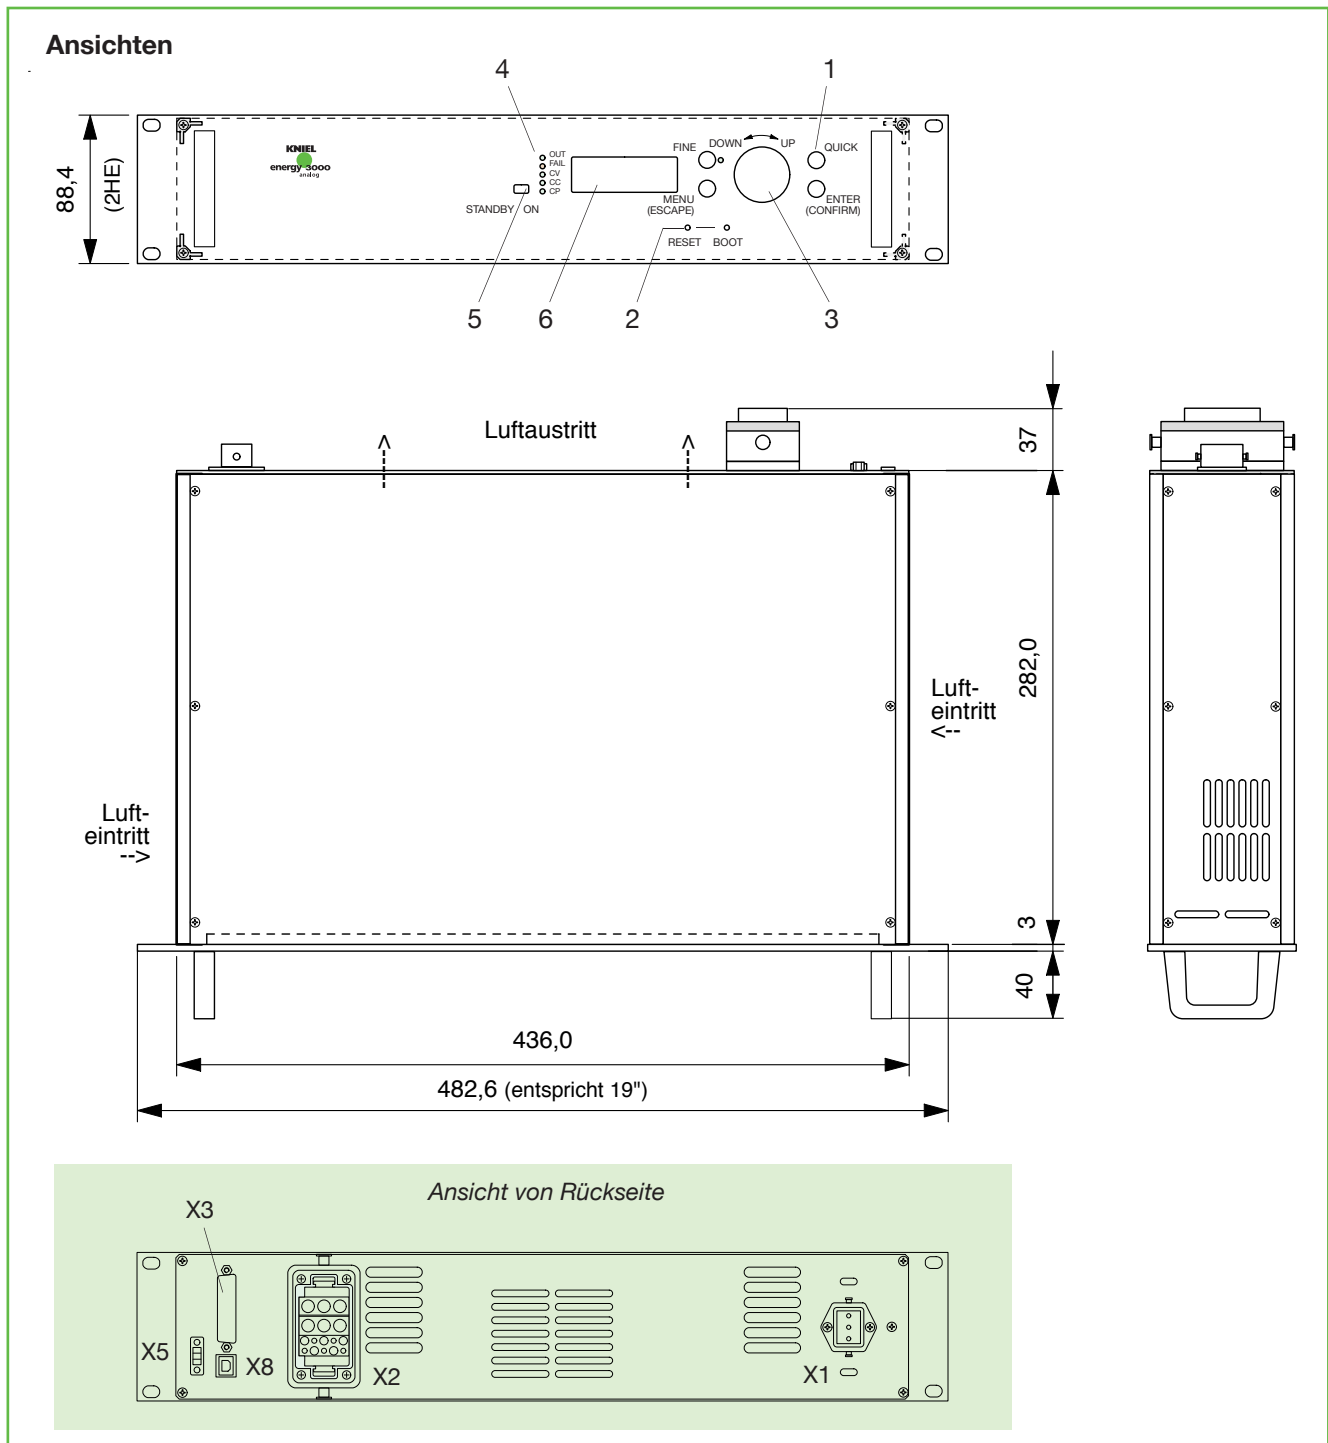 Ansichten
4
1
88,4
(2HE)
KNIEL
energy 3000
analog
OUT
FAIL
CV
CC
CP
STANDBY ON
FINE
DOWN
UP
QUICK
MENU
(ESCAPE)
ENTER
(CONFIRM)
RESET
BOOT
5
6
2
3
Luftaustritt
37
282,0
Luft-
eintritt
<--
Luft-
eintritt
-->
3
40
436,0
482,6 (entspricht 19")
Ansicht von Rückseite
X3
X5
X8
X2
X1